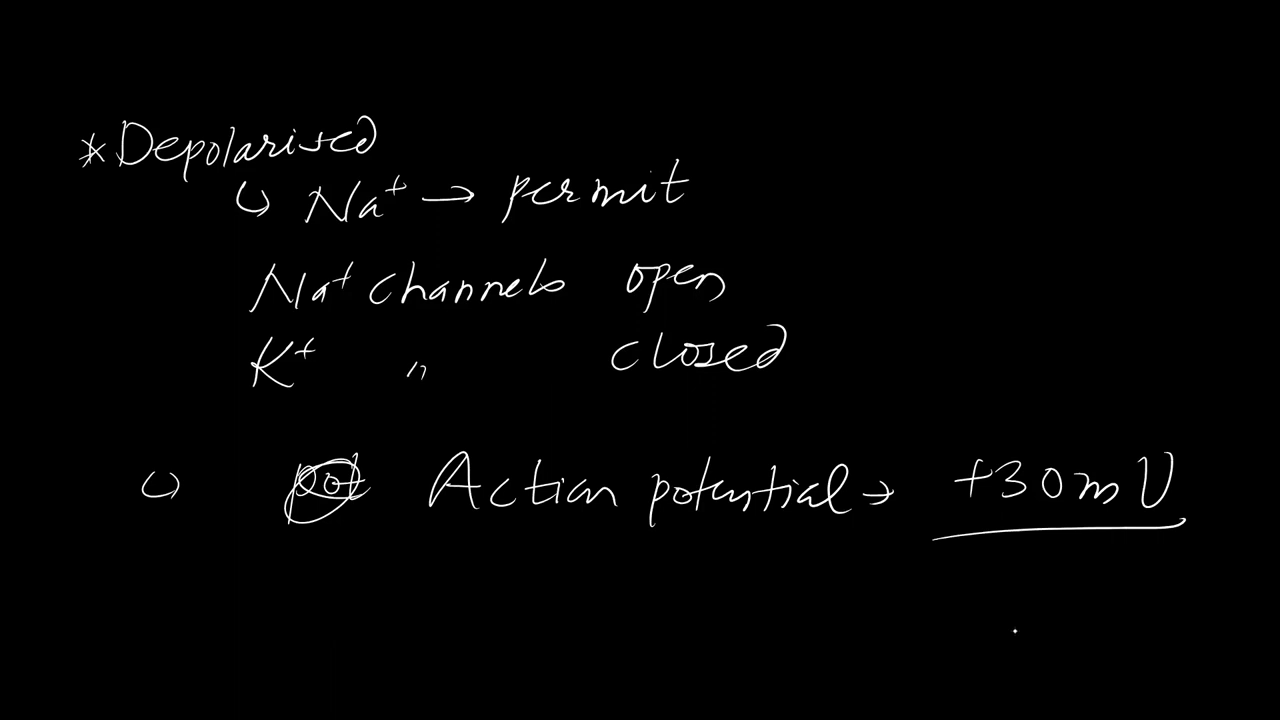 * Depolarised
↳ Na⁺ → permit
Na⁺ channels open
K⁺ " closed
↳ Action potential → +30mV